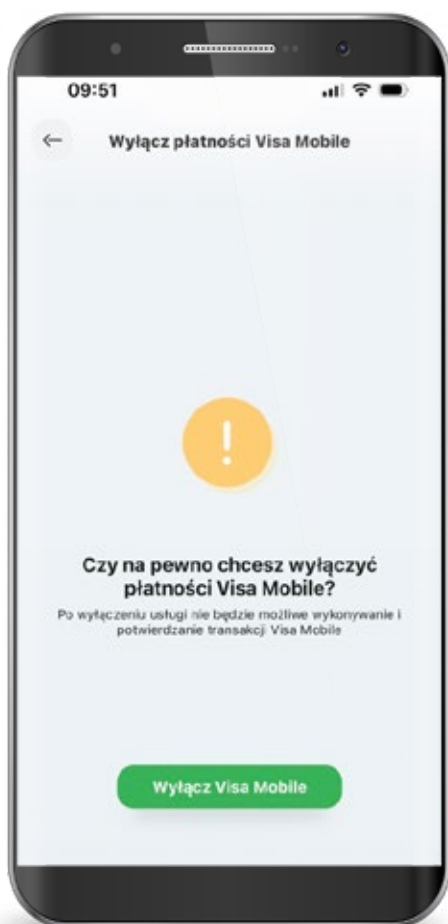 09:51
Wyłącz płatności Visa Mobile
!
Czy na pewno chcesz wyłączyć
płatności Visa Mobile?
Po wyłączeniu usługi nie będzie możliwe wykonywanie i
potwierdzanie transakcji Visa Mobile
Wyłącz Visa Mobile